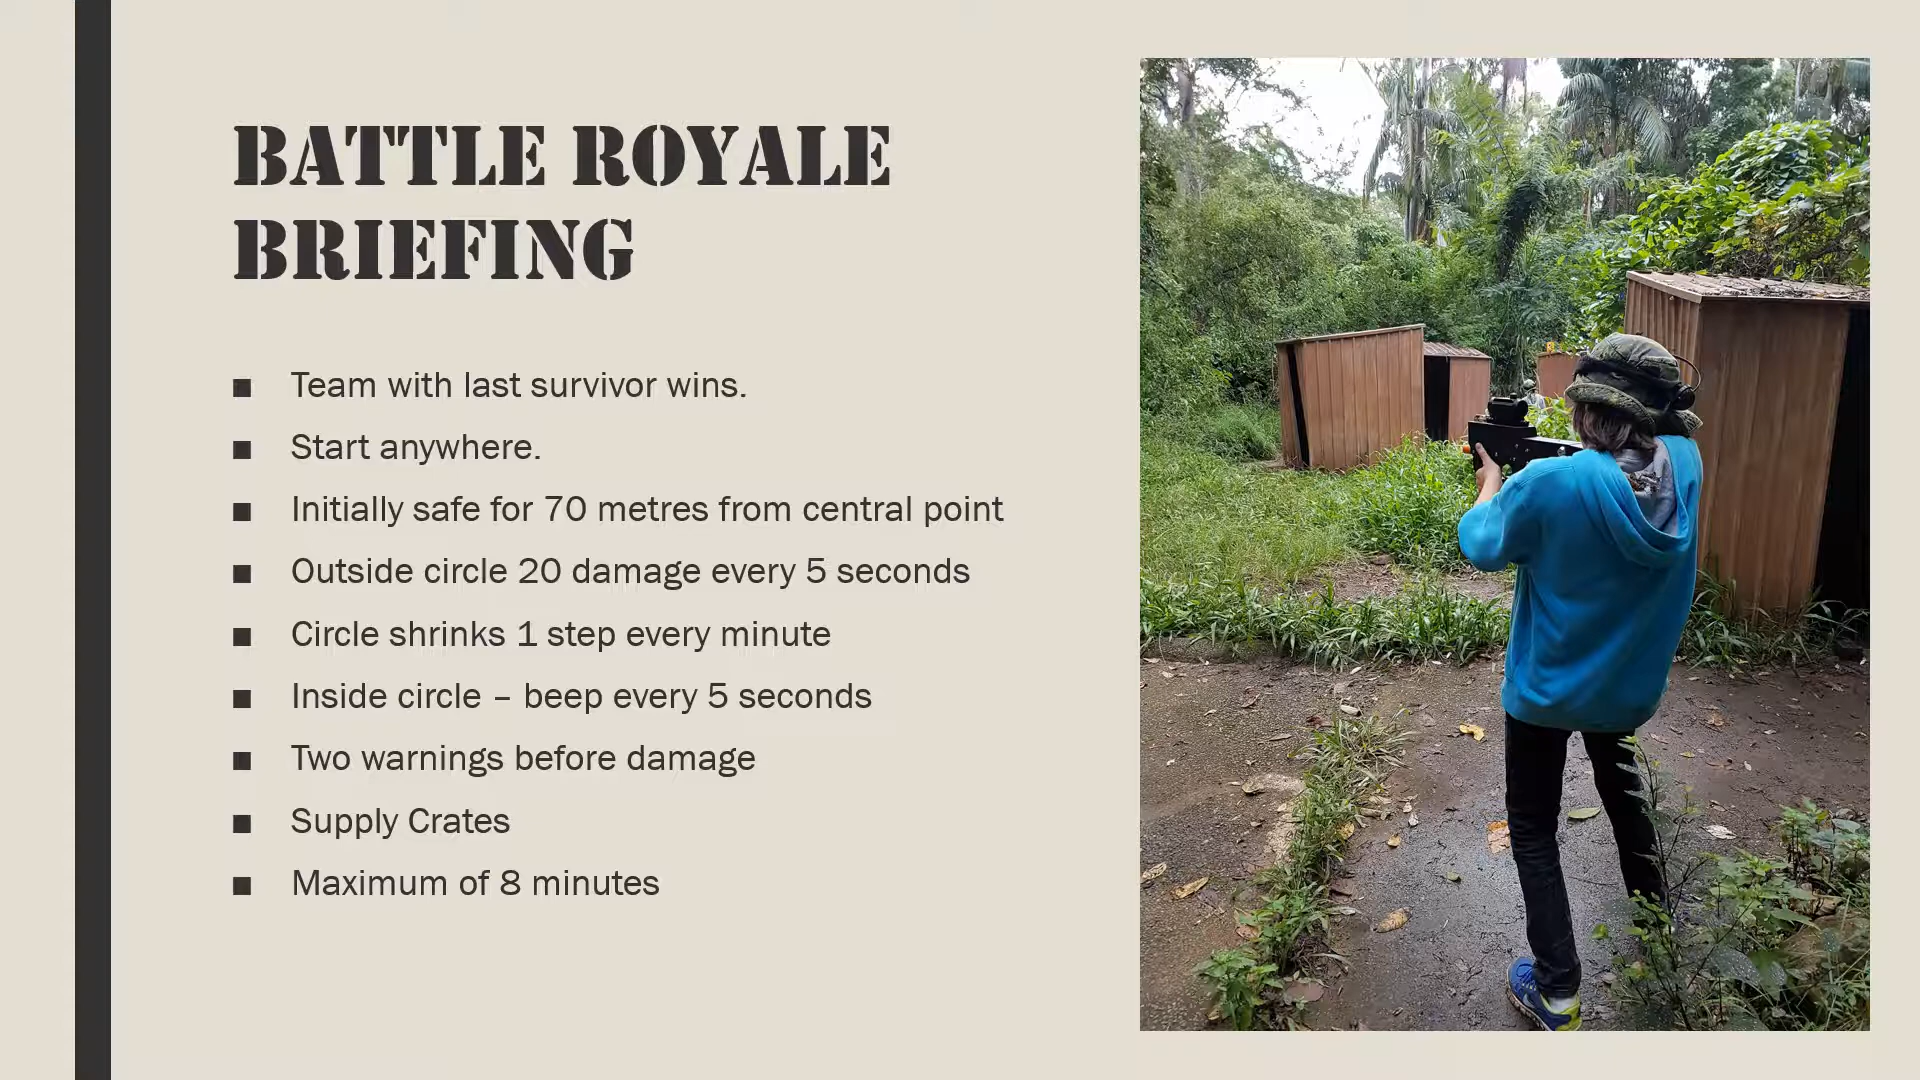 BATTLE ROYALE
BRIEFING
Team with last survivor wins.
Start anywhere.
Initially safe for 70 metres from central point
Outside circle 20 damage every 5 seconds
Circle shrinks 1 step every minute
Inside circle – beep every 5 seconds
Two warnings before damage
Supply Crates
Maximum of 8 minutes